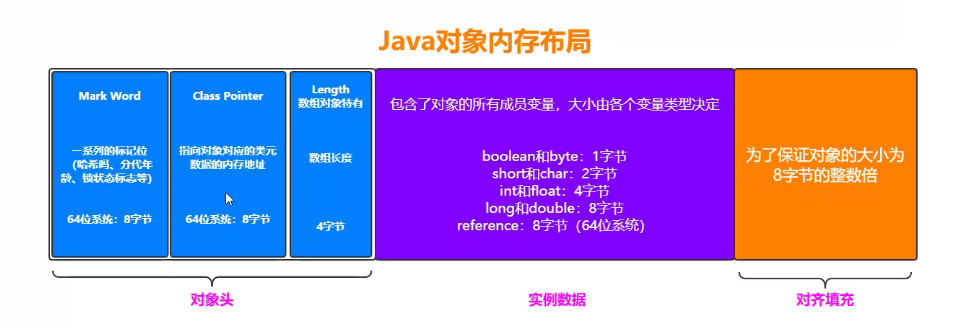 Java对象内存布局
Mark Word
一系列的标记位
（哈希码、分代年
龄、锁状态标志等）
64位系统：8字节
Class Pointer
指向对象对应的类元
数据的内存地址
64位系统：8字节
Length
数组对象特有
数组长度
4字节
包含了对象的所有成员变量，大小由各个变量类型决定
boolean和byte：1字节
short和char：2字节
int和float：4字节
long和double：8字节
reference：8字节（64位系统）
为了保证对象的大小为
8字节的整数倍
对象头
实例数据
对齐填充